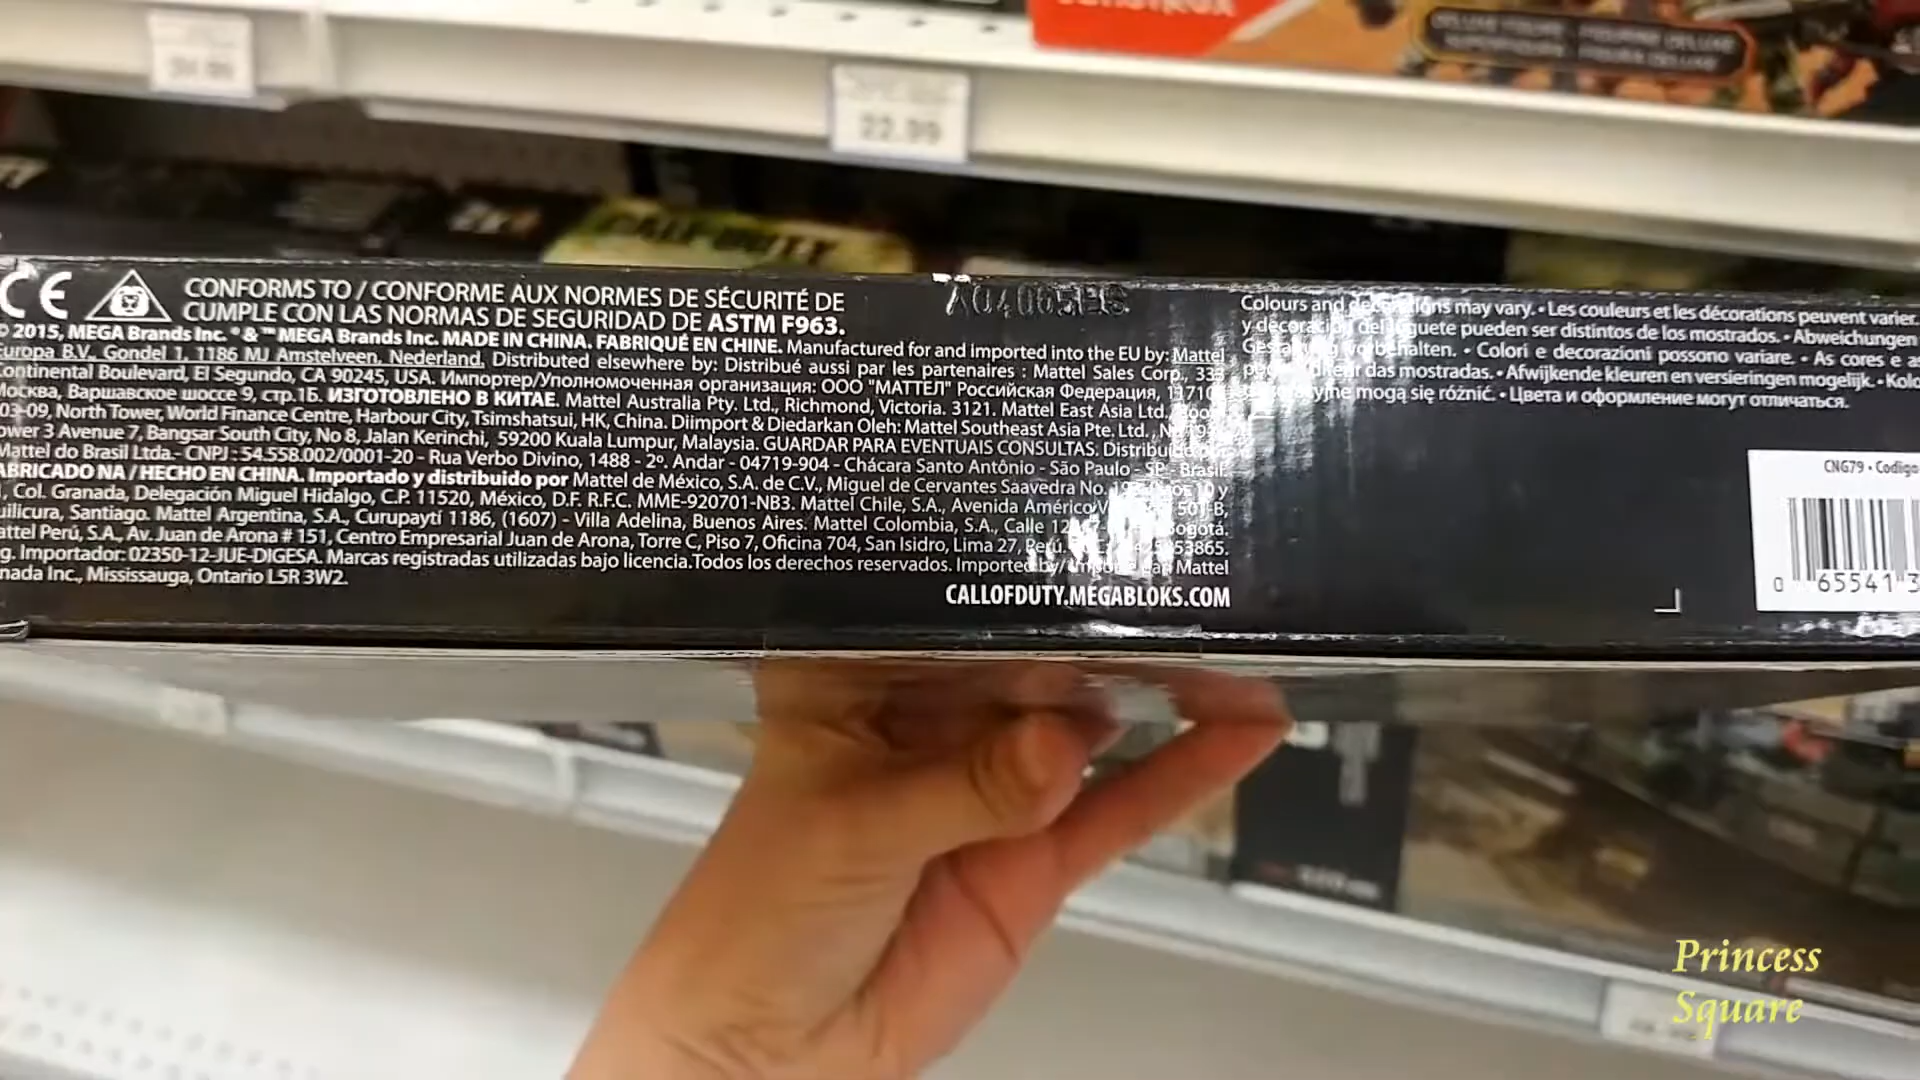 22.99
CALL OF DUTY
CE
CONFORMS TO / CONFORME AUX NORMES DE SÉCURITÉ DE
CUMPLE CON LAS NORMAS DE SEGURIDAD DE ASTM F963.
© 2015, MEGA Brands Inc. ® & ™ MEGA Brands Inc. MADE IN CHINA. FABRIQUÉ EN CHINE. Manufactured for and imported into the EU by: Mattel
Europa B.V., Gondel 1, 1186 MJ Amstelveen, Nederland. Distributed elsewhere by: Distribué aussi par les partenaires : Mattel Sales Corp., 333
Continental Boulevard, El Segundo, CA 90245, USA. Импортер/Уполномоченная организация: ООО "МАТТЕЛ" Российская Федерация,
Москва, Варшавское шоссе 9, стр.1Б. ИЗГОТОВЛЕНО В КИТАЕ. Mattel Australia Pty. Ltd., Richmond, Victoria. 3121. Mattel East Asia Ltd.,
03-09, North Tower, World Finance Centre, Harbour City, Tsimshatsui, HK, China. Diimport & Diedarkan Oleh: Mattel Southeast Asia Pte. Ltd.,
ower 3 Avenue 7, Bangsar South City, No 8, Jalan Kerinchi, 59200 Kuala Lumpur, Malaysia. GUARDAR PARA EVENTUAIS CONSULTAS. Distribuido por:
Mattel do Brasil Ltda.- CNPJ : 54.558.002/0001-20 - Rua Verbo Divino, 1488 - 2º. Andar - 04719-904 - Chácara Santo Antônio - São Paulo - SP - Brasil.
ABRICADO NA / HECHO EN CHINA. Importado y distribuido por Mattel de México, S.A. de C.V., Miguel de Cervantes Saavedra No. 10 y
, Col. Granada, Delegación Miguel Hidalgo, C.P. 11520, México, D.F. R.F.C. MME-920701-NB3. Mattel Chile, S.A., Avenida Américo 501-B,
uilicura, Santiago. Mattel Argentina, S.A., Curupaytí 1186, (1607) - Villa Adelina, Buenos Aires. Mattel Colombia, S.A., Calle Bogotá.
attel Perú, S.A., Av. Juan de Arona # 151, Centro Empresarial Juan de Arona, Torre C, Piso 7, Oficina 704, San Isidro, Lima 27, Perú.
g. Importador: 02350-12-JUE-DIGESA. Marcas registradas utilizadas bajo licencia.Todos los derechos reservados. Imported by/ Mattel
nada Inc., Mississauga, Ontario L5R 3W2.
CALLOFDUTY.MEGABLOKS.COM
Colours and decorations may vary. • Les couleurs et les décorations peuvent varier.
y decoración del juguete pueden ser distintos de los mostrados. • Abweichungen
Gestaltung vorbehalten. • Colori e decorazioni possono variare. • As cores e as
das mostradas. • Afwijkende kleuren en versieringen mogelijk. • Kolo
mogą się różnić. • Цвета и оформление могут отличаться.
CNG79 • Codigo
0 65541 3
Princess
Square